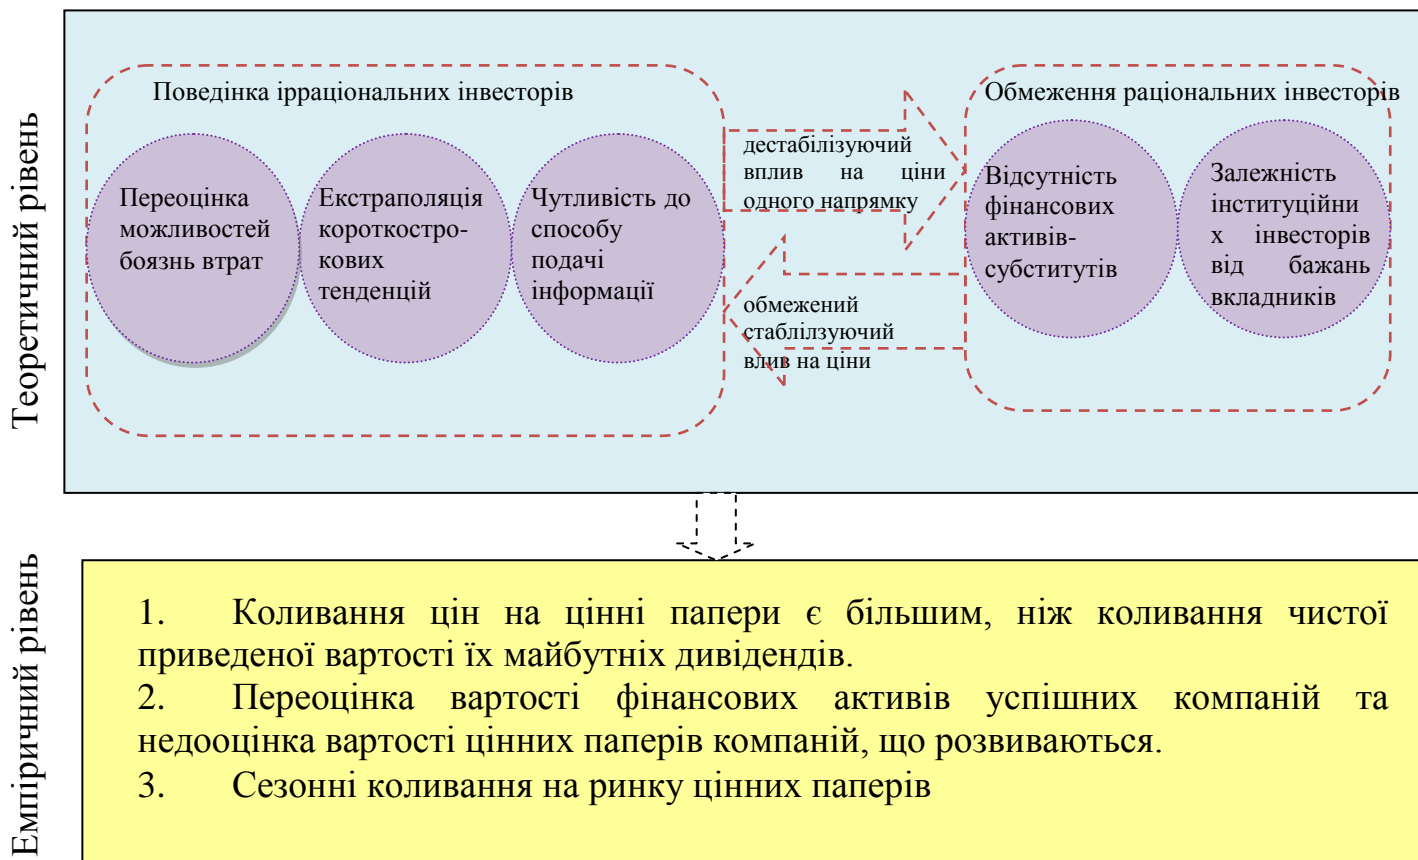 Теоретичний рівень
Поведінка ірраціональних інвесторів
Переоцінка
можливостей
боязнь втрат
Екстраполяція
короткостро-
кових
тенденцій
Чутливість до
способу
подачі
інформації
дестабілізуючий
вплив на ціни
одного напрямку
обмежений
стаблілзуючий
влив на ціни
Обмеження раціональних інвесторів
Відсутність
фінансових
активів-
субститутів
Залежність
інституційни
х інвесторів
від бажань
вкладників
Емпіричний рівень
1. Коливання цін на цінні папери є більшим, ніж коливання чистої
приведеної вартості їх майбутніх дивідендів.
2. Переоцінка вартості фінансових активів успішних компаній та
недооцінка вартості цінних паперів компаній, що розвиваються.
3. Сезонні коливання на ринку цінних паперів